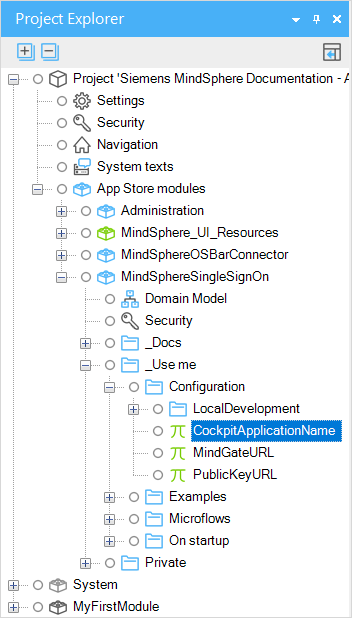 Project Explorer
Project 'Siemens MindSphere Documentation - A
Settings
Security
Navigation
System texts
App Store modules
Administration
MindSphere_UI_Resources
MindSphereOSBarConnector
MindSphereSingleSignOn
Domain Model
Security
_Docs
_Use me
Configuration
LocalDevelopment
CockpitApplicationName
MindGateURL
PublicKeyURL
Examples
Microflows
On startup
Private
System
MyFirstModule